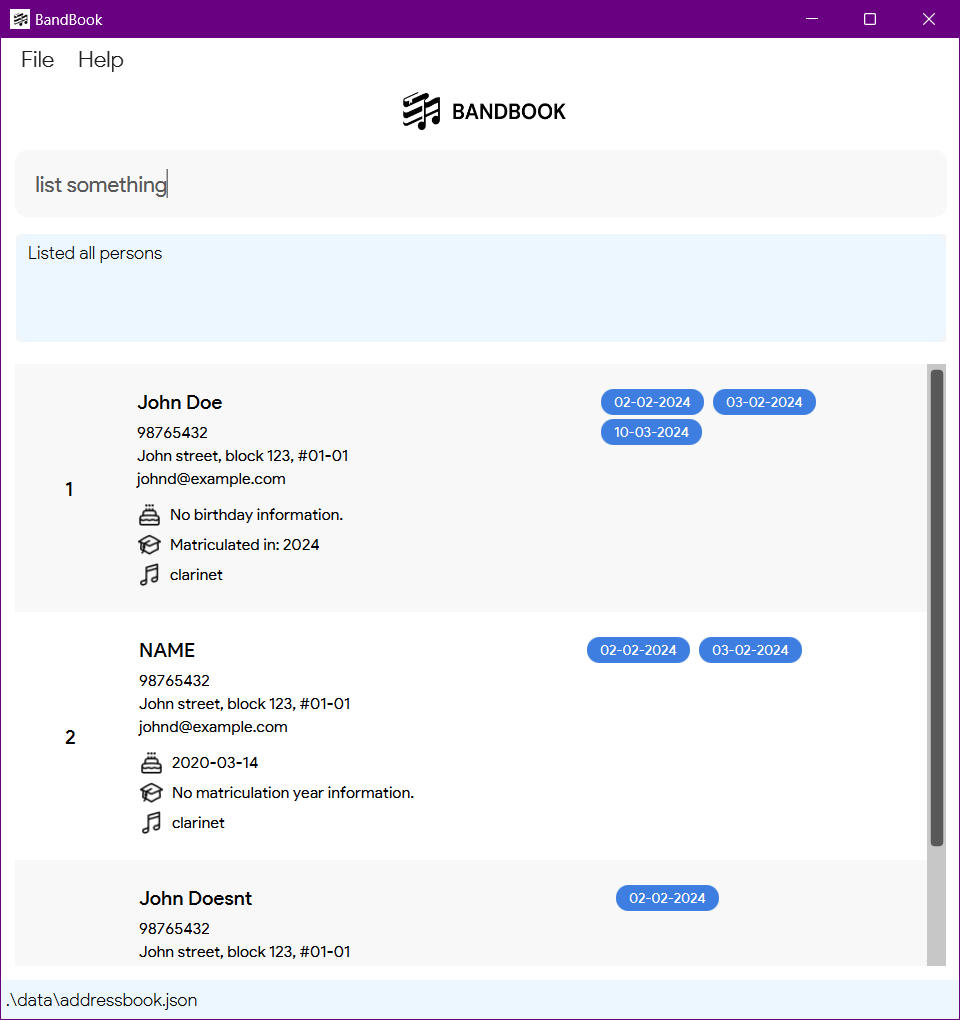 BandBook
File Help
BANDBOOK
list something
Listed all persons
1
John Doe
98765432
John street, block 123, #01-01
johnd@example.com
No birthday information.
Matriculated in: 2024
clarinet
02-02-2024 03-02-2024
10-03-2024
2
NAME
98765432
John street, block 123, #01-01
johnd@example.com
2020-03-14
No matriculation year information.
clarinet
02-02-2024 03-02-2024
John Doesnt
98765432
John street, block 123, #01-01
02-02-2024
.\data\addressbook.json